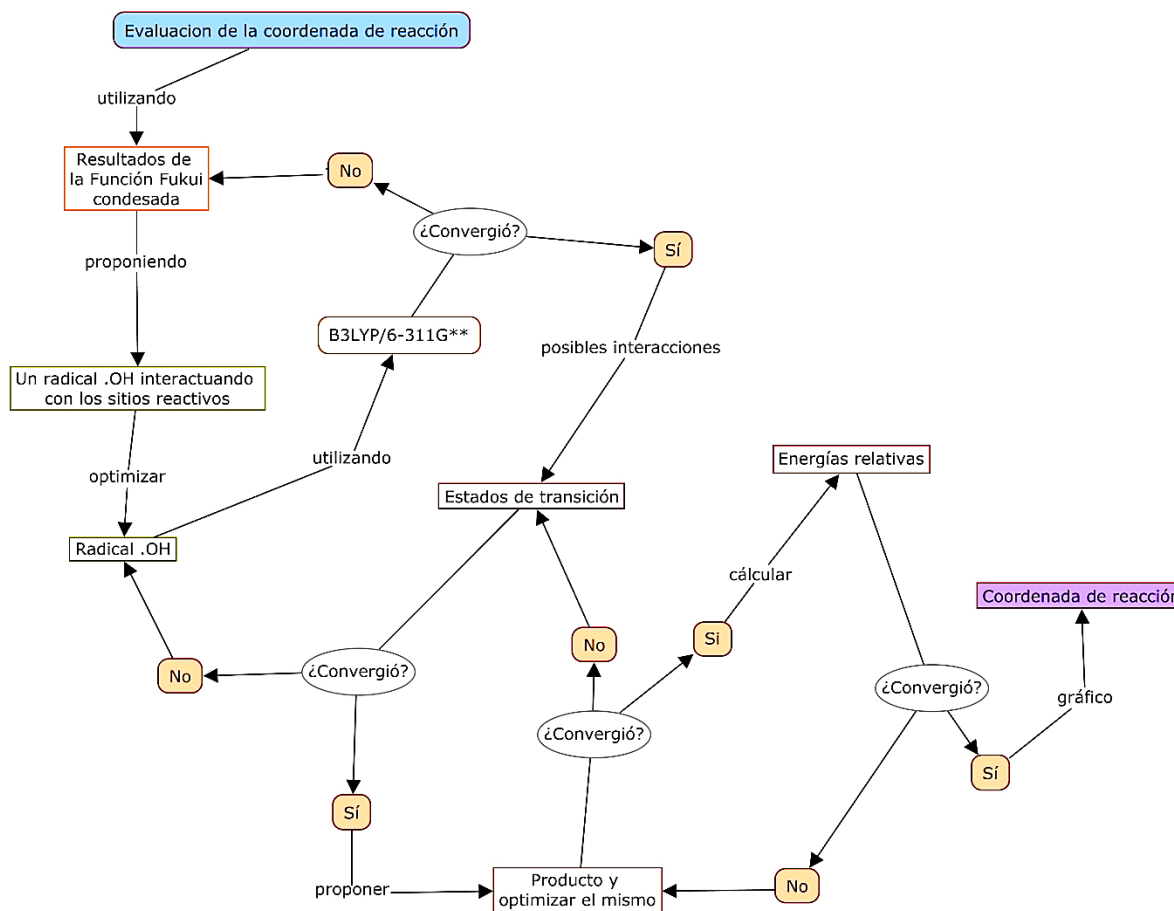 Evaluacion de la coordenada de reacción
utilizando
Resultados de
la Función Fukui
condesada
No
¿Convergió?
Sí
proponiendo
B3LYP/6-311G**
posibles interacciones
Un radical .OH interactuando
con los sitios reactivos
optimizar
utilizando
Energías relativas
Estados de transición
Radical .OH
cálcular
Coordenada de reacción
No
¿Convergió?
No
Si
¿Convergió?
gráfico
¿Convergió?
Sí
Sí
proponer
Producto y
optimizar el mismo
No